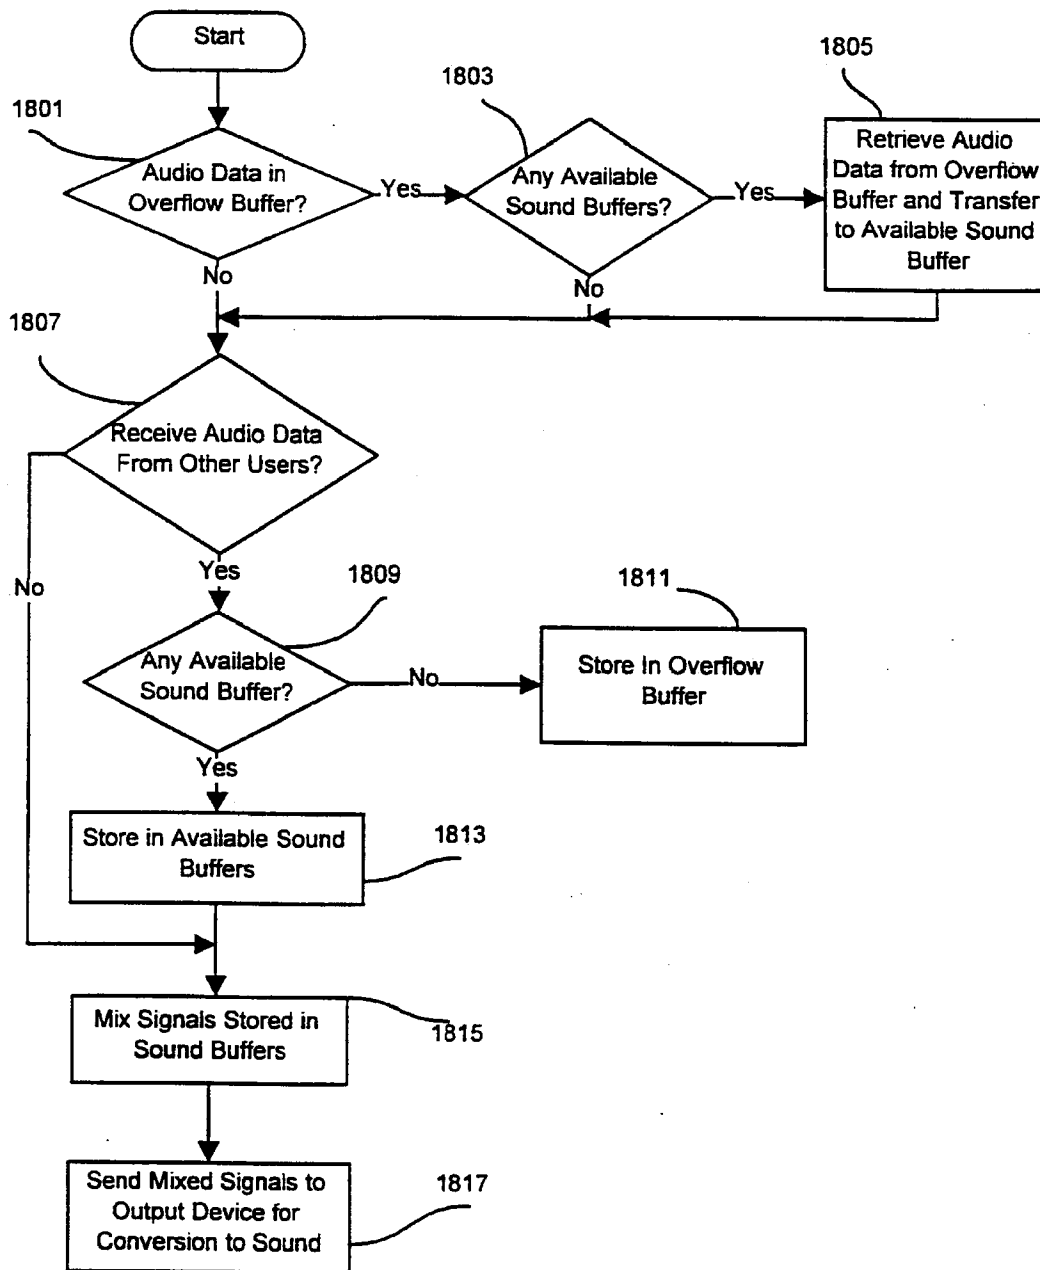 Start
1801
1803
1805
Audio Data in
Overflow Buffer?
Yes
Any Available
Sound Buffers?
Yes
Retrieve Audio
Data from Overflow
Buffer and Transfer
to Available Sound
Buffer
No
No
1807
Receive Audio Data
From Other Users?
No
Yes
1809
1811
Any Available
Sound Buffer?
No
Store In Overflow
Buffer
Yes
Store in Available Sound
Buffers
1813
Mix Signals Stored in
Sound Buffers
1815
Send Mixed Signals to
Output Device for
Conversion to Sound
1817